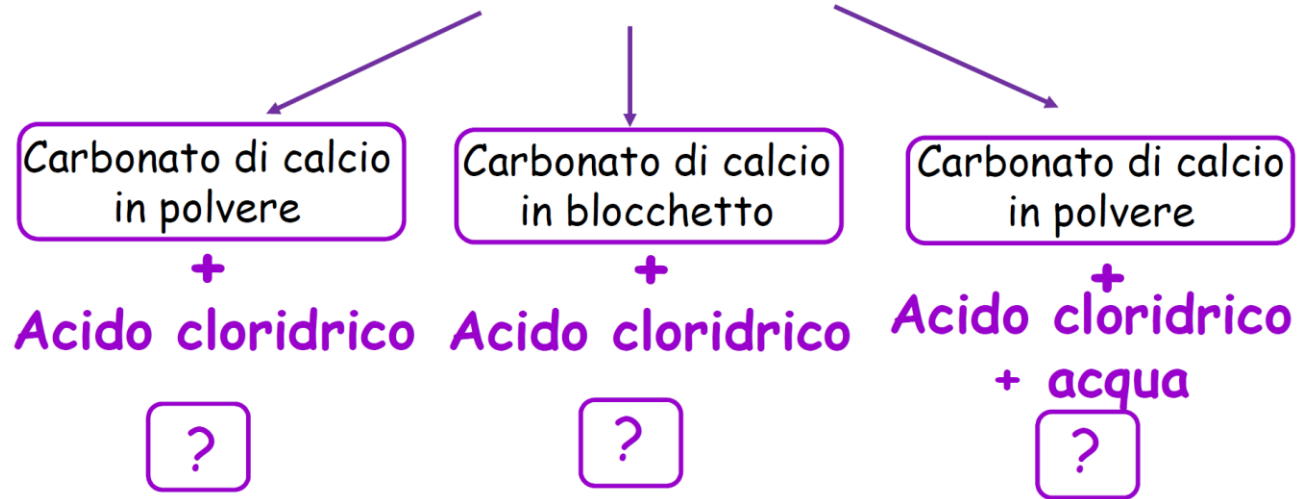 Carbonato di calcio
in polvere
+
Acido cloridrico
?
Carbonato di calcio
in blocchetto
+
Acido cloridrico
?
Carbonato di calcio
in polvere
+
Acido cloridrico
+ acqua
?